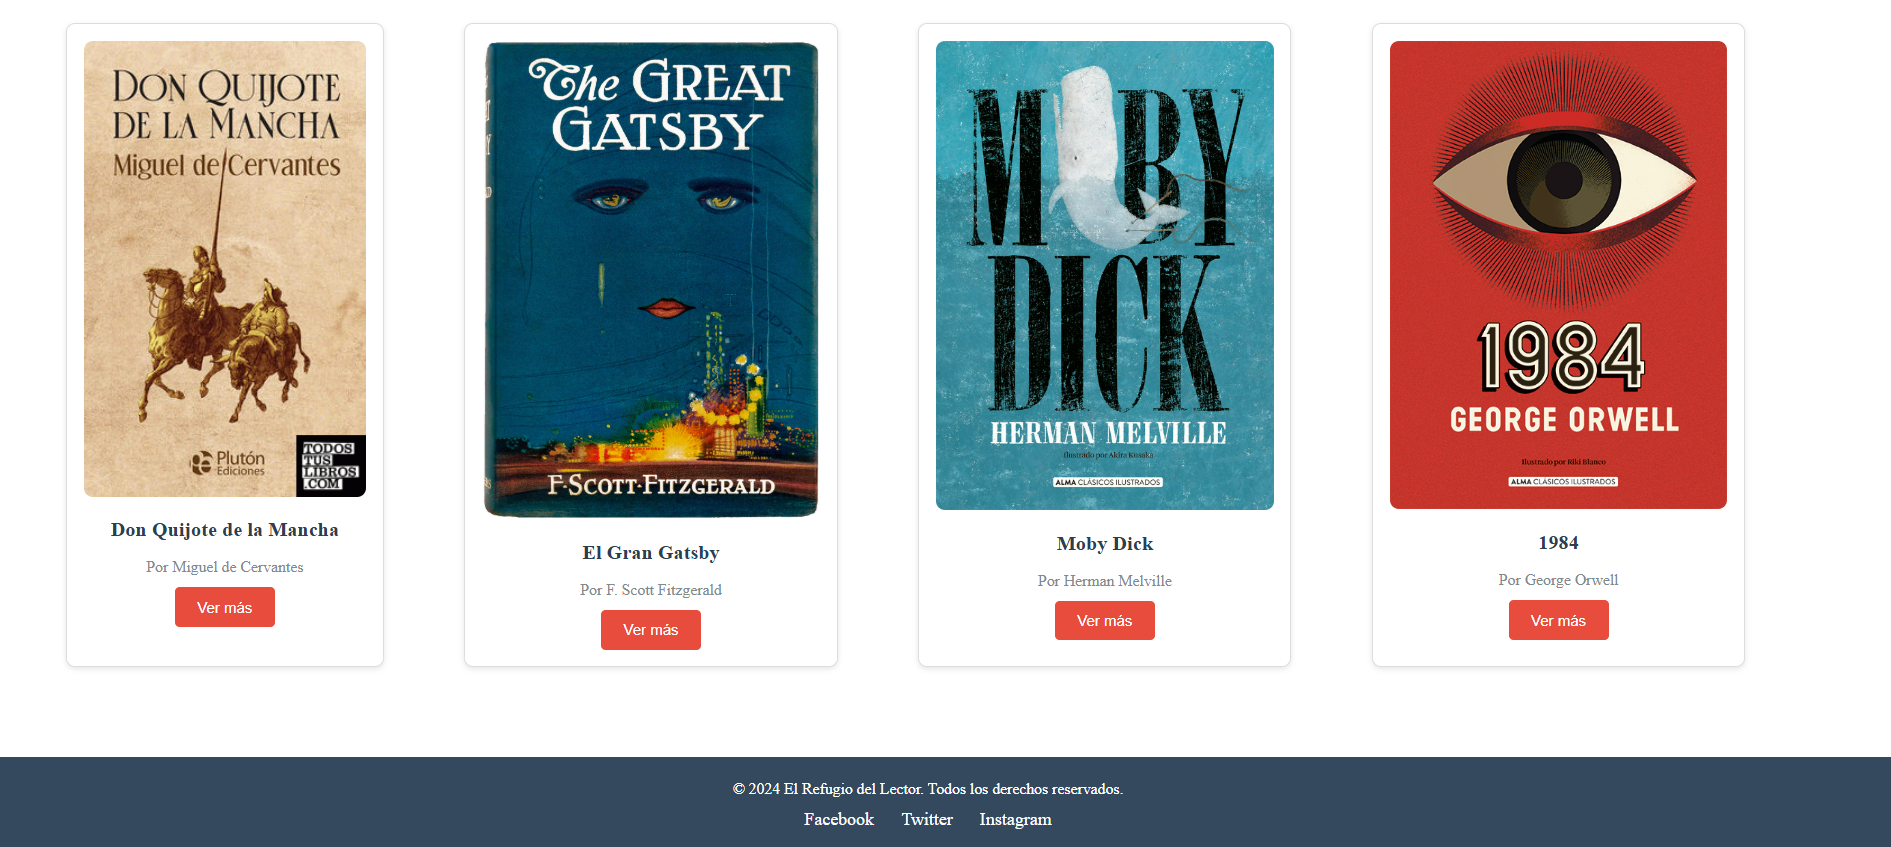 DON QUIJOTE
DE LA MANCHA
Miguel de Cervantes
Plutón
Ediciones
TODOS
TUS
LIBROS
.COM
Don Quijote de la Mancha
Por Miguel de Cervantes
Ver más
The GREAT
GATSBY
F·SCOTT·FITZGERALD
El Gran Gatsby
Por F. Scott Fitzgerald
Ver más
MOBY
DICK
HERMAN MELVILLE
Ilustrado por Akira Kusaka
ALMA CLÁSICOS ILUSTRADOS
Moby Dick
Por Herman Melville
Ver más
1984
GEORGE ORWELL
Ilustrado por Riki Blanco
ALMA CLÁSICOS ILUSTRADOS
1984
Por George Orwell
Ver más
© 2024 El Refugio del Lector. Todos los derechos reservados.
Facebook Twitter Instagram